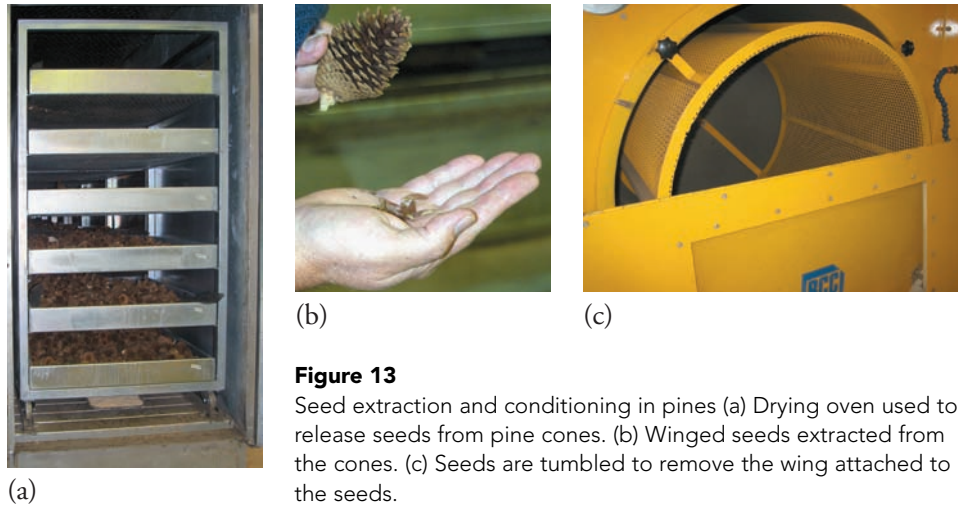 (a)
(b)
(c)
BCC
Figure 13
Seed extraction and conditioning in pines (a) Drying oven used to
release seeds from pine cones. (b) Winged seeds extracted from
the cones. (c) Seeds are tumbled to remove the wing attached to
the seeds.